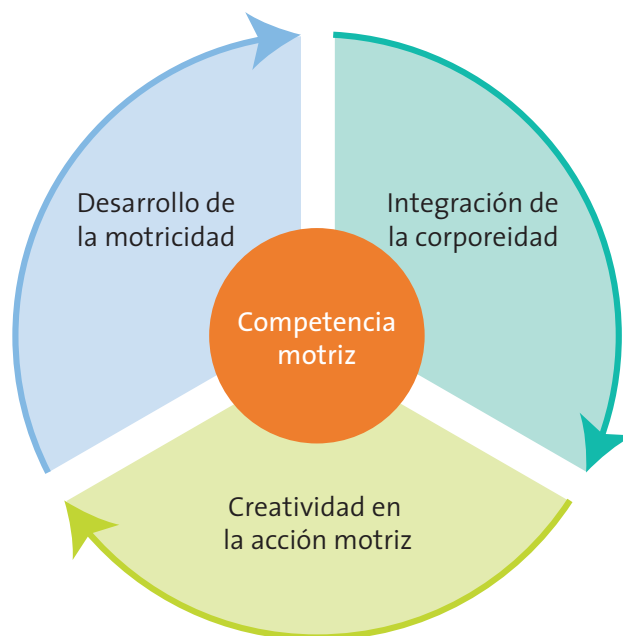 Desarrollo de
la motricidad
Integración de
la corporeidad
Competencia
motriz
Creatividad en
la acción motriz